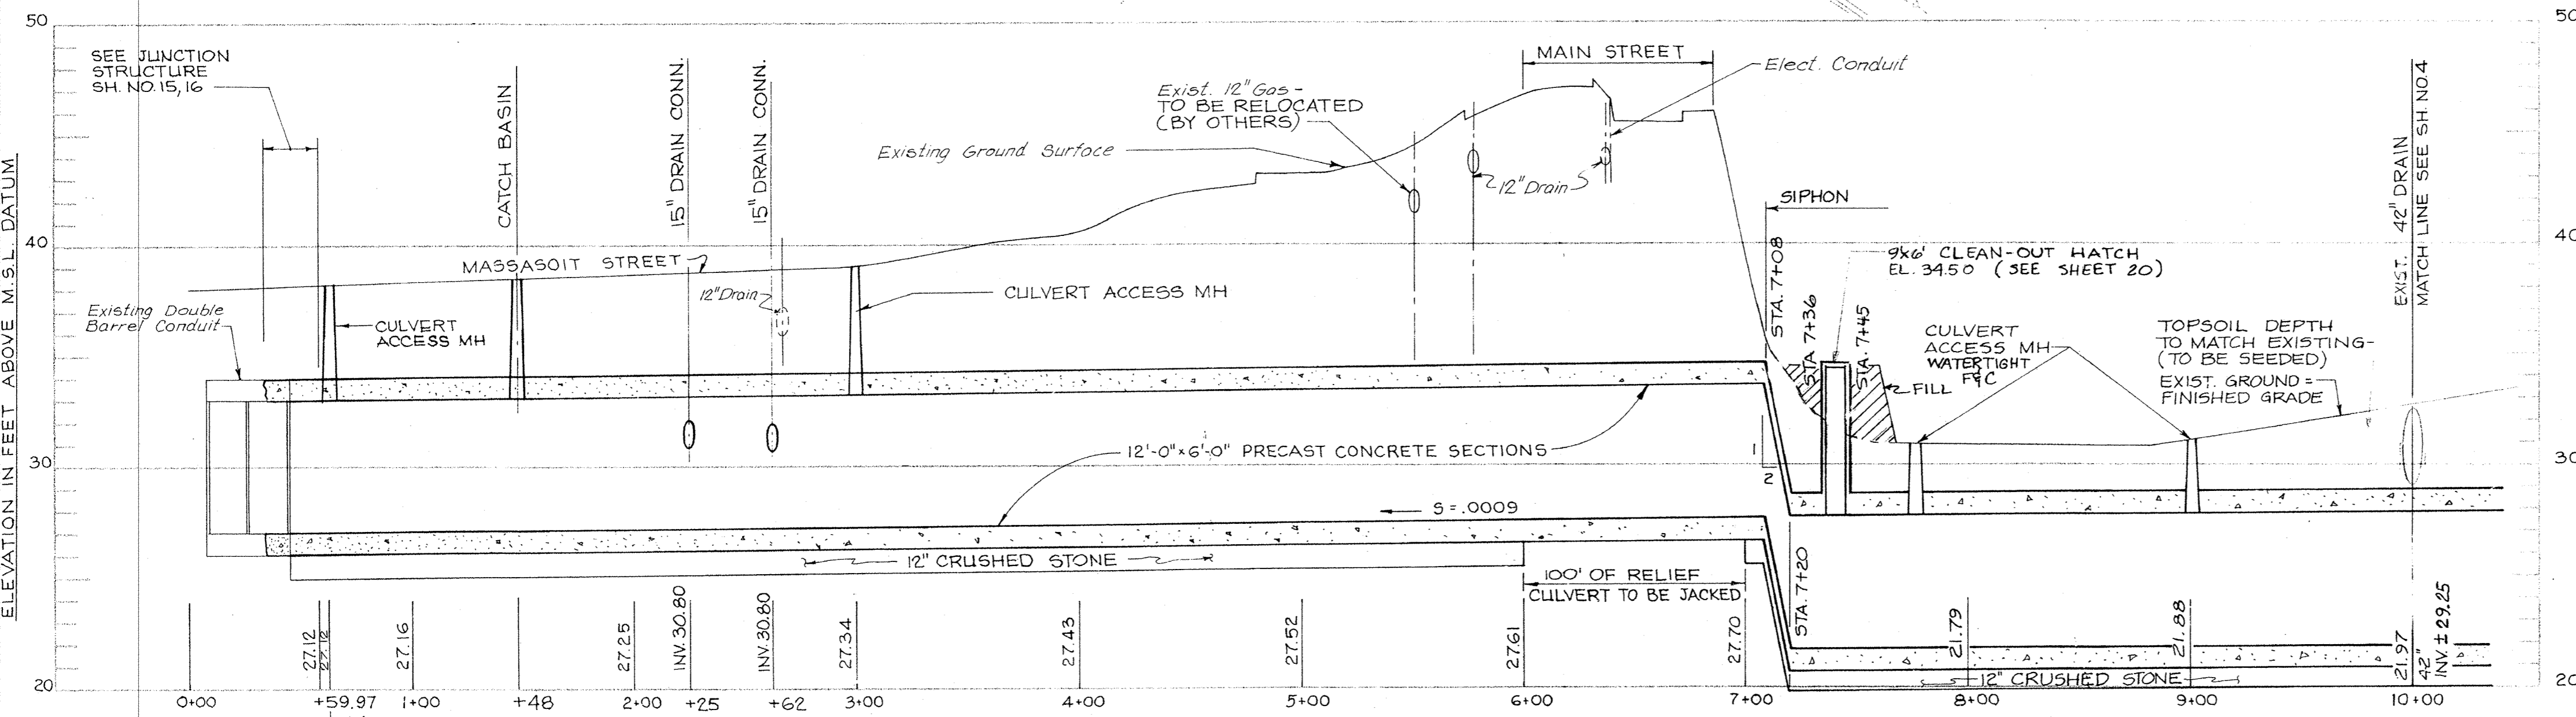 50
50
SEE JUNCTION
STRUCTURE
SH. NO. 15, 16
CATCH BASIN
15" DRAIN CONN.
15" DRAIN CONN.
Exist. 12" Gas-
TO BE RELOCATED
(BY OTHERS)
MAIN STREET
Elect. Conduit
EXIST. 42" DRAIN
MATCH LINE SEE SH. NO.4
Existing Ground Surface
12" Drain
SIPHON
ELEVATION IN FEET ABOVE M.S.L. DATUM
40
40
MASSASOIT STREET
12" Drain
STA. 7+08
9x6' CLEAN-OUT HATCH
EL. 34.50 (SEE SHEET 20)
Existing Double
Barrel Conduit
CULVERT
ACCESS MH
CULVERT ACCESS MH
STA 7+36
STA. 7+45
FILL
CULVERT
ACCESS MH
WATERTIGHT
F&C
TOPSOIL DEPTH
TO MATCH EXISTING-
(TO BE SEEDED)
EXIST. GROUND =
FINISHED GRADE
30
30
12'-0" x 6'-0" PRECAST CONCRETE SECTIONS
1
2
S = .0009
12" CRUSHED STONE
100' OF RELIEF
CULVERT TO BE JACKED
STA. 7+20
27.12
27.12
27.16
27.25
INV. 30.80
INV. 30.80
27.34
27.43
27.52
27.61
27.70
21.79
21.88
21.97
42"
INV. ± 29.25
12" CRUSHED STONE
20
20
0+00
+59.97
1+00
+48
2+00
+25
+62
3+00
4+00
5+00
6+00
7+00
8+00
9+00
10+00